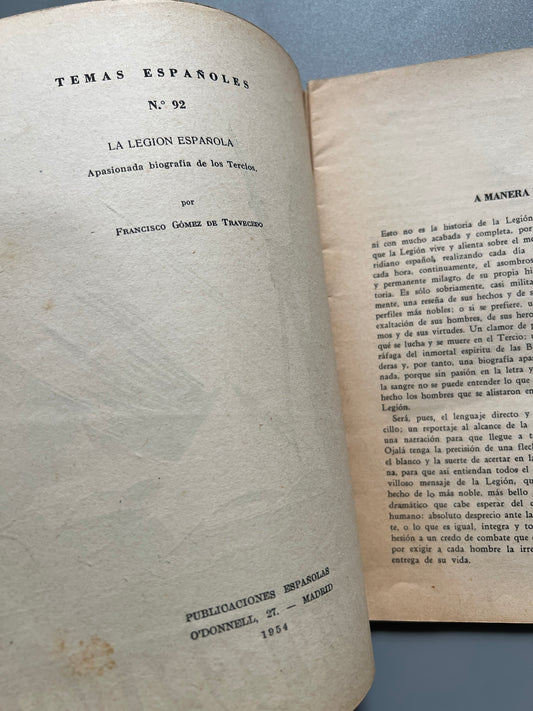 TEMAS ESPAÑOLES
N.º 92
LA LEGION ESPAÑOLA
Apasionada biografía de los Tercios,
por
FRANCISCO GÓMEZ DE TRAVECEDO
PUBLICACIONES ESPAÑOLAS
O'DONNELL, 27. — MADRID
1954
A MANERA
Esto no es la historia de la Legión
ni con mucho acabada y completa, por
que la Legión vive y alienta sobre el me
ridiano español, realizando cada día
cada hora, continuamente, el asombros
y permanente milagro de su propia his
toria. Es sólo sobriamente, casi milita
mente, una reseña de sus hechos y de s
perfiles más nobles; o si se prefiere, u
exaltación de sus hombres, de sus hero
mos y de sus virtudes. Un clamor de p
qué se lucha y se muere en el Tercio; u
ráfaga del inmortal espíritu de las B
deras y, por tanto, una biografía apa
nada, porque sin pasión en la letra y
la sangre no se puede entender lo que
hecho los hombres que se alistaron en
Legión.
Será, pues, el lenguaje directo y
cillo; un reportaje al alcance de la
una narración para que llegue a t
Ojalá tenga la precisión de una flech
el blanco y la suerte de acertar en la
na, para que así entiendan todos el
villoso mensaje de la Legión, qu
hecho de lo más noble, más bello
dramático que cabe esperar del c
humano: absoluto desprecio ante la
te, o lo que es igual, íntegra y to
hesión a un credo de combate que
por exigir a cada hombre la irre
entrega de su vida.